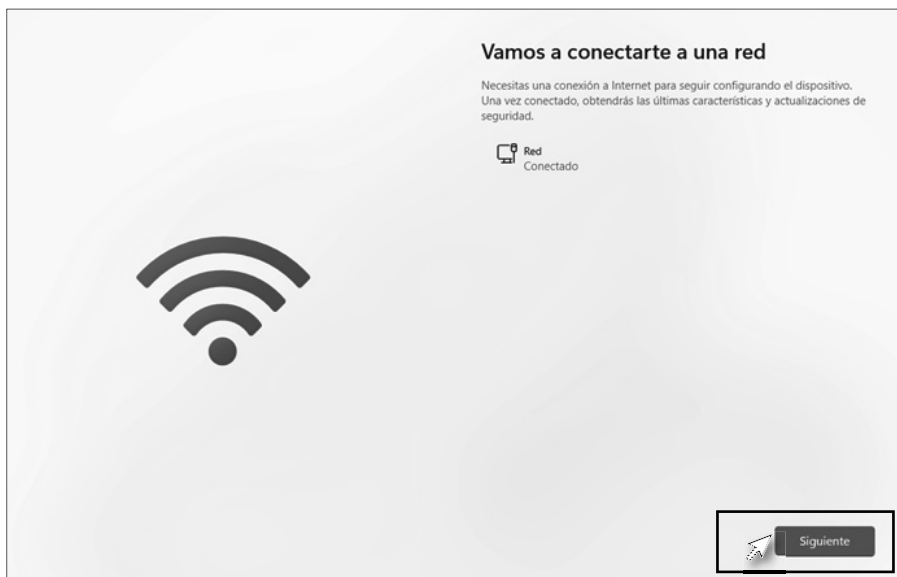 Vamos a conectarte a una red
Necesitas una conexión a Internet para seguir configurando el dispositivo.
Una vez conectado, obtendrás las últimas características y actualizaciones de
seguridad.
Red
Conectado
Siguiente